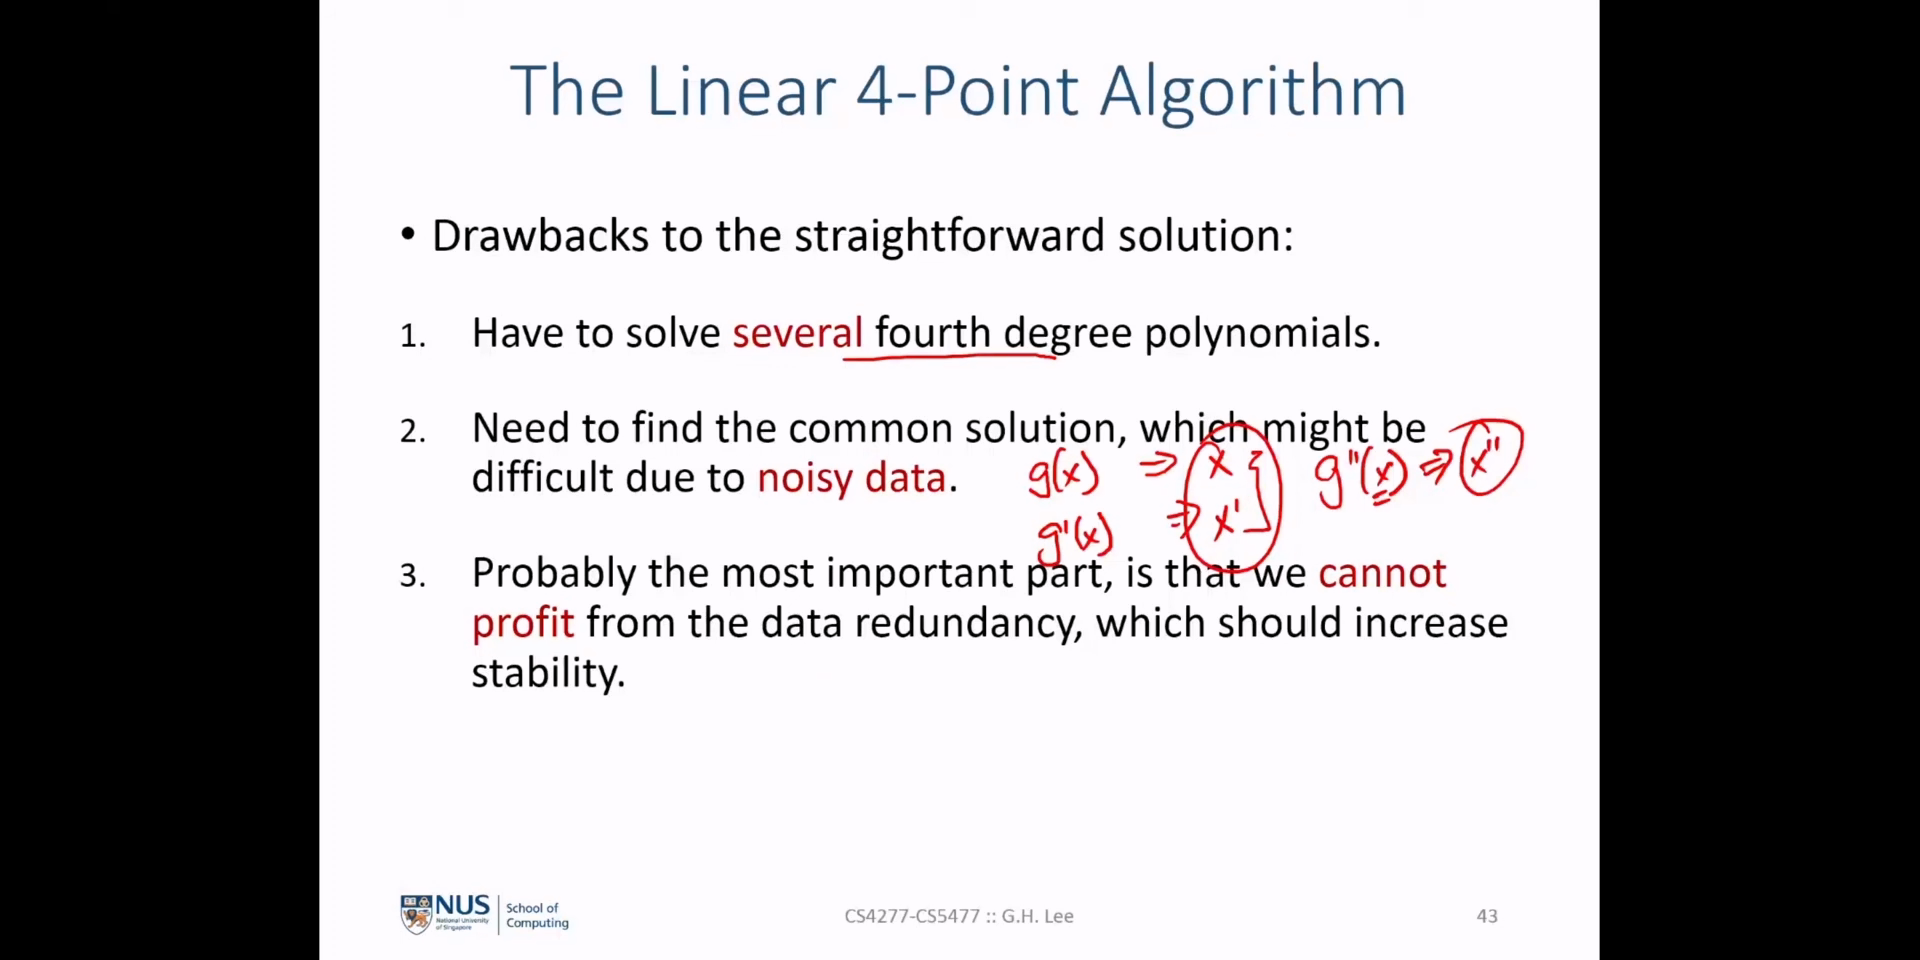 The Linear 4-Point Algorithm
• Drawbacks to the straightforward solution:
1. Have to solve several fourth degree polynomials.
2. Need to find the common solution, which might be
difficult due to noisy data.
g(x) ⇒ x g''(x) ⇒ x''
g'(x) ⇒ x'
3. Probably the most important part, is that we cannot
profit from the data redundancy, which should increase
stability.
NUS
National University
of Singapore
School of
Computing
CS4277-CS5477 :: G.H. Lee
43